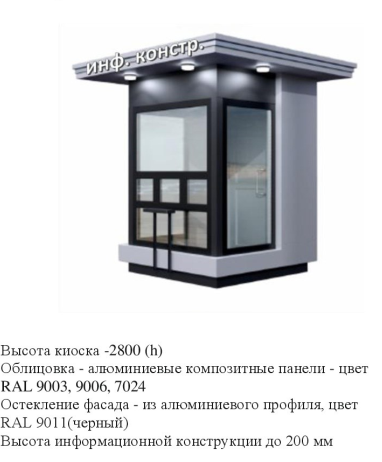 инф. констр.
Высота киоска -2800 (h)
Облицовка - алюминиевые композитные панели - цвет
RAL 9003, 9006, 7024
Остекление фасада - из алюминиевого профиля, цвет
RAL 9011(черный)
Высота информационной конструкции до 200 мм